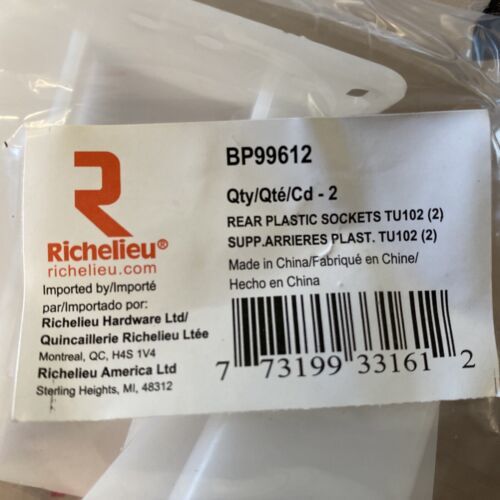 R
Richelieu®
richelieu.com
Imported by/Importé
par/Importado por:
Richelieu Hardware Ltd/
Quincaillerie Richelieu Ltée
Montreal, QC, H4S 1V4
Richelieu America Ltd
Sterling Heights, MI, 48312
BP99612
Qty/Qté/Cd - 2
REAR PLASTIC SOCKETS TU102 (2)
SUPP.ARRIERES PLAST. TU102 (2)
Made in China/Fabriqué en Chine/
Hecho en China
7 73199 33161 2